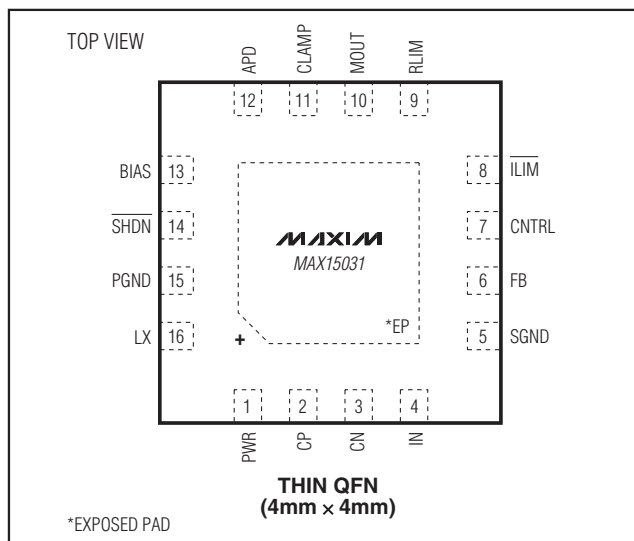 TOP VIEW
APD
CLAMP
MOUT
RLIM
12
11
10
9
BIAS 13
8 ILIM
SHDN 14
MAXIM
7 CNTRL
MAX15031
PGND 15
6 FB
LX 16
+
*EP
5 SGND
1
2
3
4
PWR
CP
CN
IN
THIN QFN
(4mm × 4mm)
*EXPOSED PAD